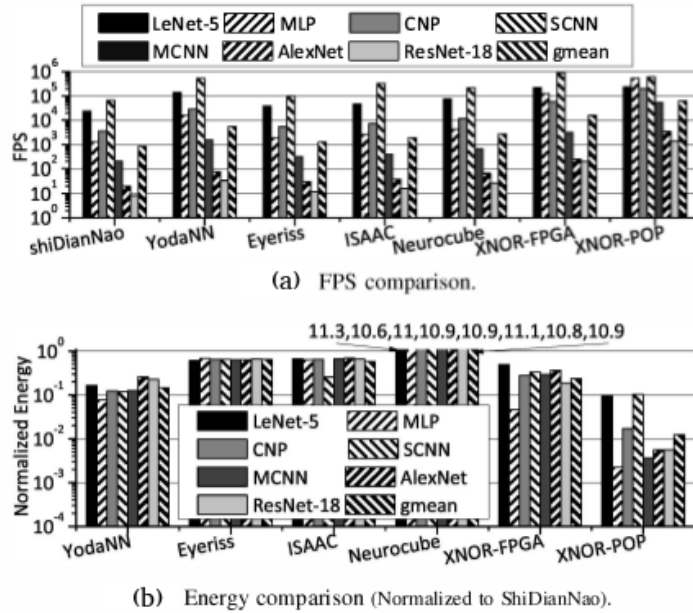 LeNet-5 MLP CNP SCNN
MCNN AlexNet ResNet-18 gmean
10^6
10^5
10^4
10^3
10^2
10^1
10^0
FPS
shiDianNao YodaNN Eyeriss ISAAC Neurocube XNOR-FPGA XNOR-POP
(a) FPS comparison.
11.3,10.6,11,10.9,10.9,11.1,10.8,10.9
10^0
10^-1
10^-2
10^-3
10^-4
Normalized Energy
LeNet-5 MLP
CNP SCNN
MCNN AlexNet
ResNet-18 gmean
YodaNN Eyeriss ISAAC Neurocube XNOR-FPGA XNOR-POP
(b) Energy comparison (Normalized to ShiDianNao).